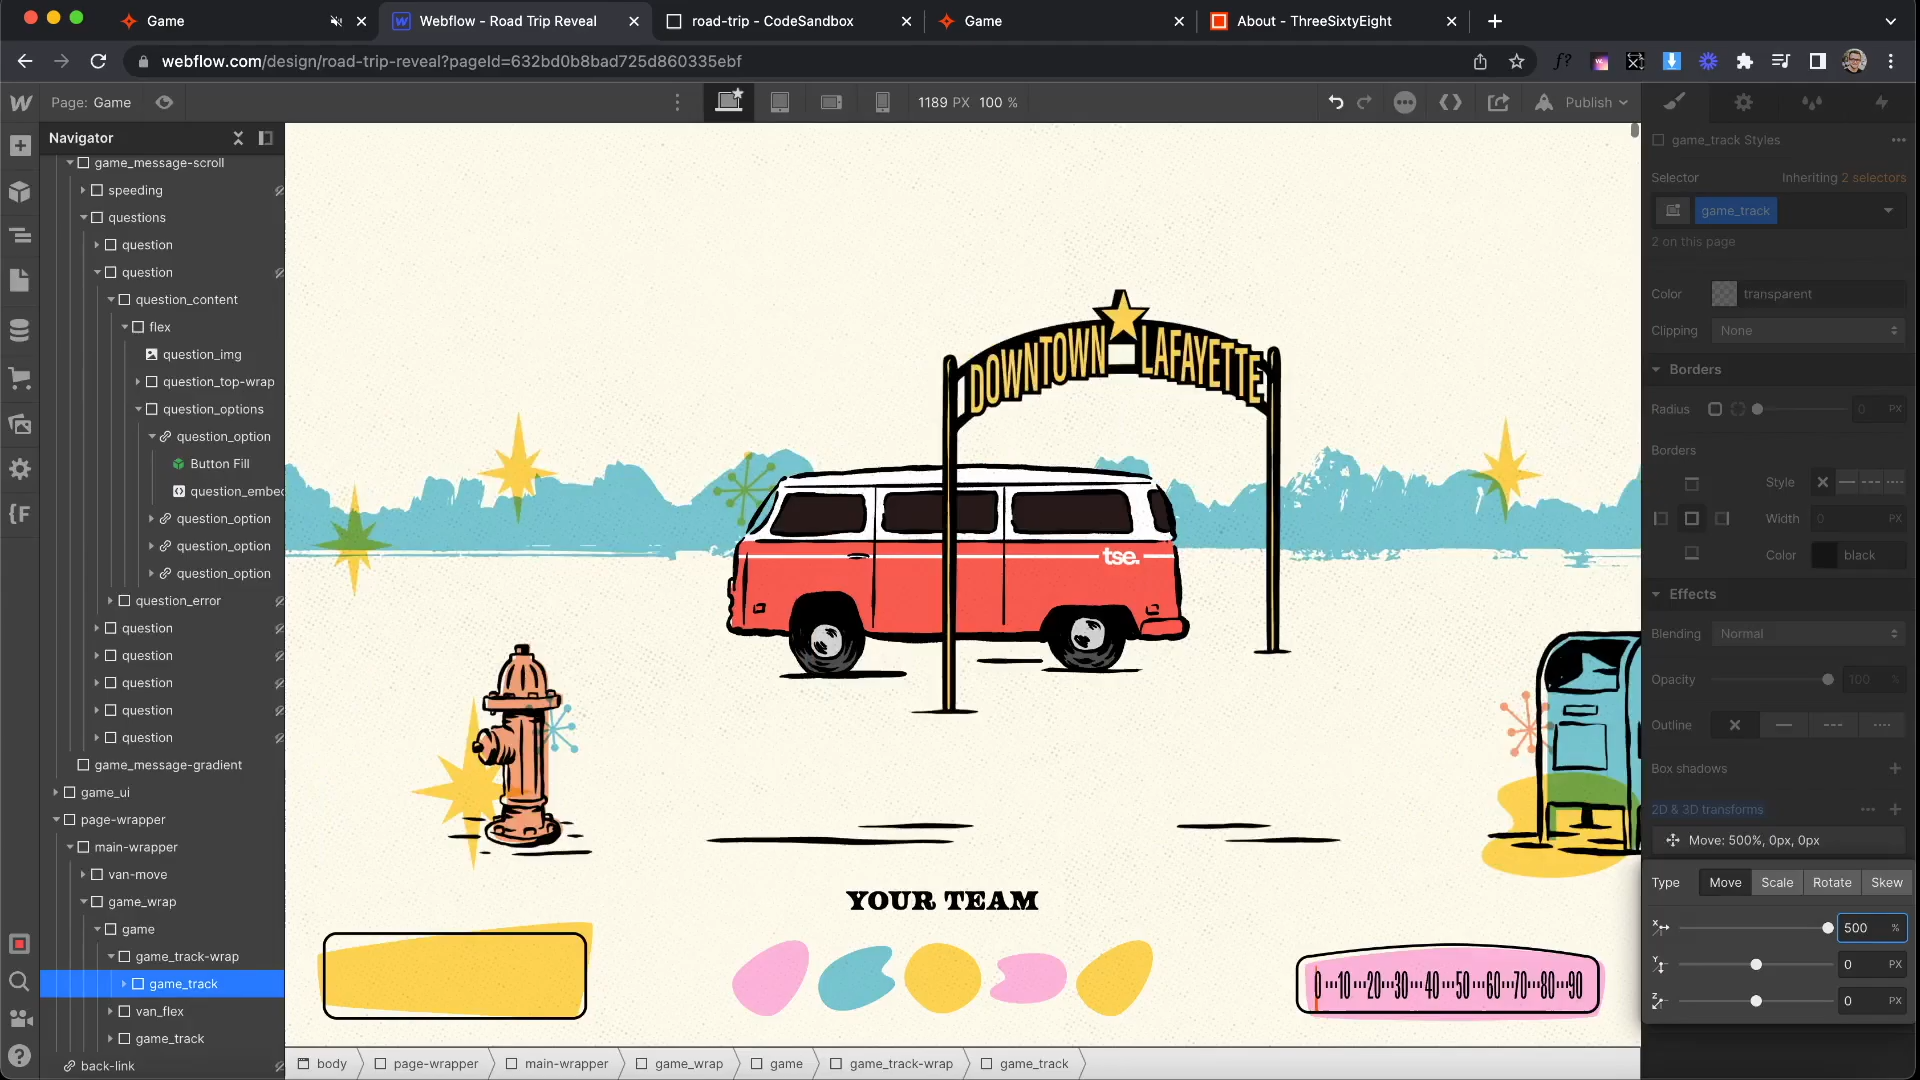 Game
Webflow - Road Trip Reveal
road-trip - CodeSandbox
Game
About - ThreeSixtyEight
webflow.com/design/road-trip-reveal?pageId=632bd0b8bad725d860335ebf
Page: Game
1189 PX 100 %
Publish
Navigator
game_message-scroll
speeding
questions
question
question
question_content
flex
question_img
question_top-wrap
question_options
question_option
Button Fill
question_embed
question_option
question_option
question_option
question_error
question
question
question
question
question
game_message-gradient
game_ui
page-wrapper
main-wrapper
van-move
game_wrap
game
game_track-wrap
game_track
van_flex
game_track
back-link
DOWNTOWN LAFAYETTE
tse.
YOUR TEAM
0 10 20 30 40 50 60 70 80 90
body
page-wrapper
main-wrapper
game_wrap
game
game_track-wrap
game_track
game_track Styles
Selector
Inheriting 2 selectors
game_track
2 on this page
Color
transparent
Clipping
None
Borders
Radius
0 PX
Borders
Style
Width
0 PX
Color
black
Effects
Blending
Normal
Opacity
100 %
Outline
Box shadows
2D & 3D transforms
Move: 500%, 0px, 0px
Type
Move
Scale
Rotate
Skew
X
500 %
Y
0 PX
Z
0 PX